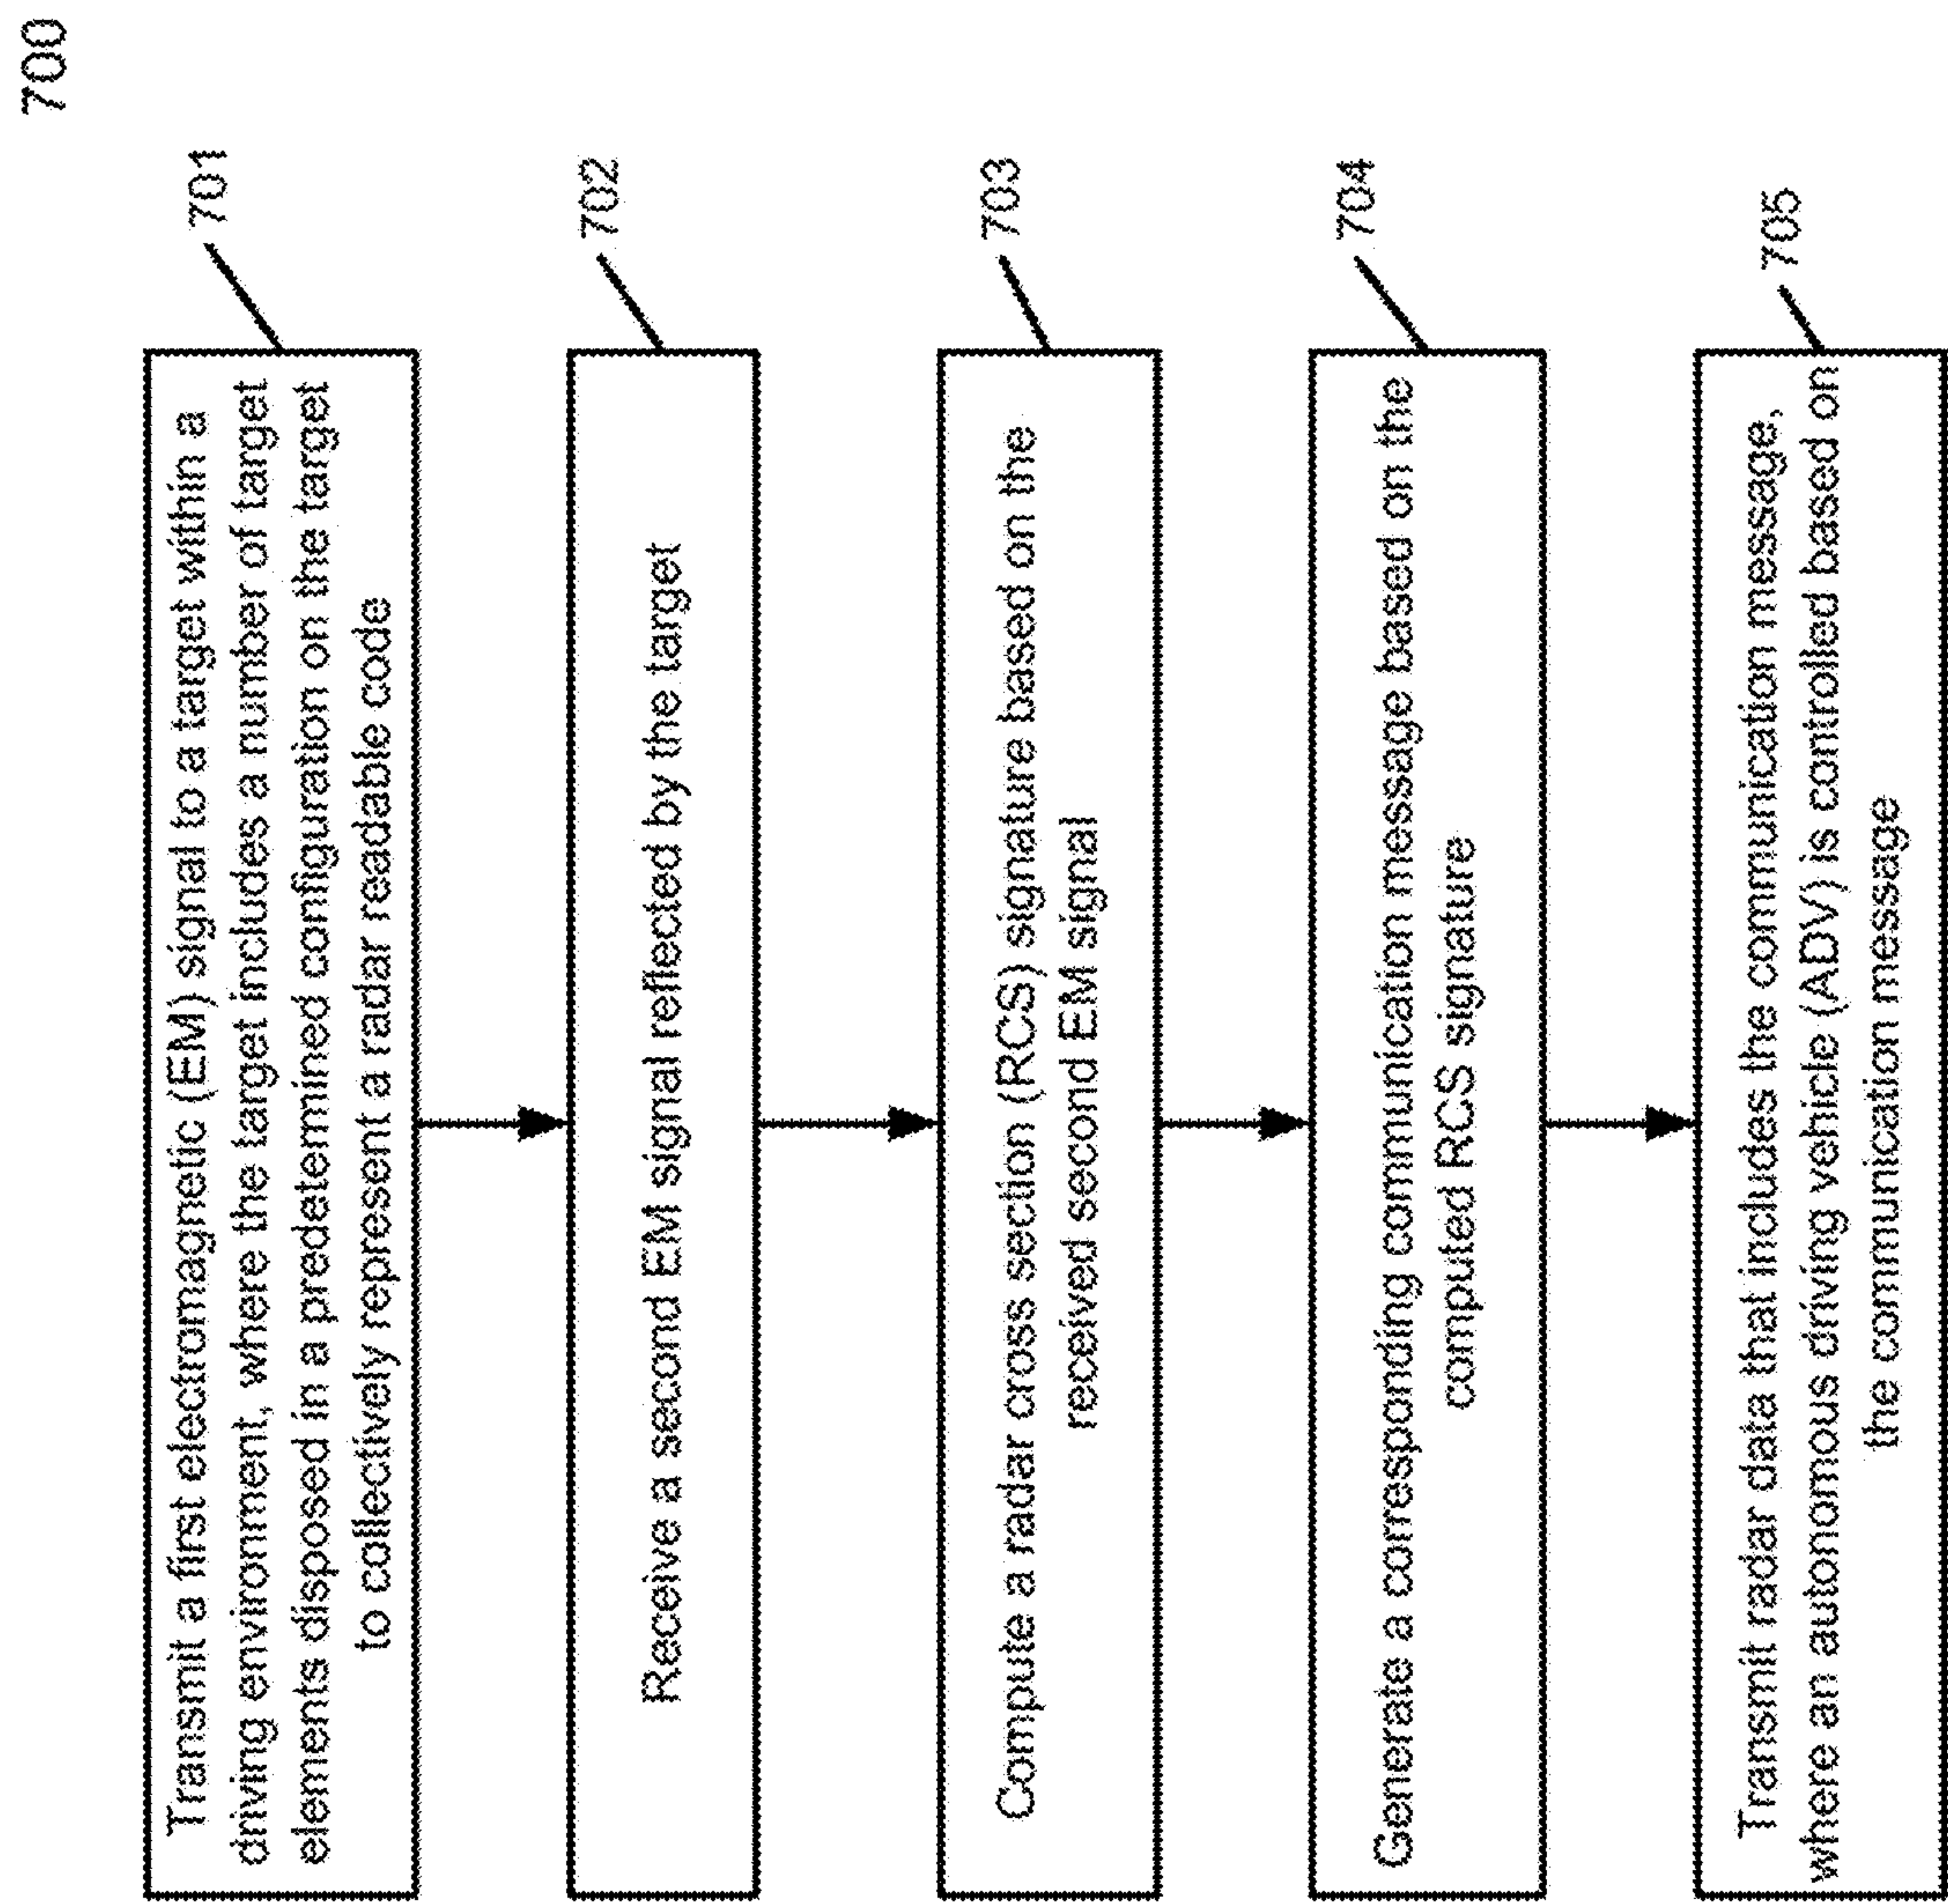 700
701
Transmit a first electromagnetic (EM) signal to a target within a
driving environment, where the target includes a number of target
elements disposed in a predetermined configuration on the target
to collectively represent a radar readable code
702
Receive a second EM signal reflected by the target
703
Compute a radar cross section (RCS) signature based on the
received second EM signal
704
Generate a corresponding communication message based on the
computed RCS signature
705
Transmit radar data that includes the communication message,
where an autonomous driving vehicle (ADV) is controlled based on
the communication message